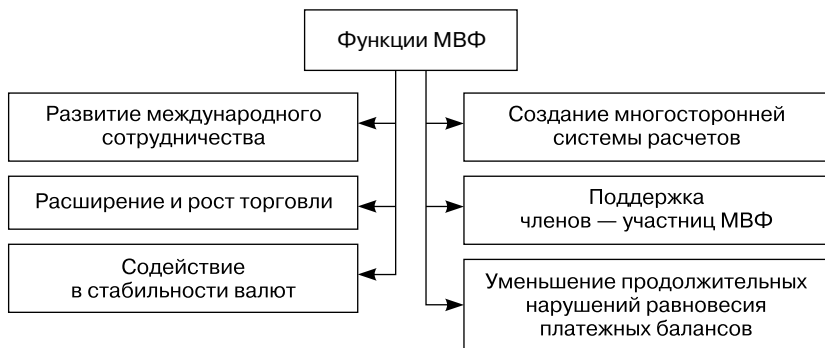 Функции МВФ
Развитие международного
сотрудничества
Расширение и рост торговли
Содействие
в стабильности валют
Создание многосторонней
системы расчетов
Поддержка
членов — участниц МВФ
Уменьшение продолжительных
нарушений равновесия
платежных балансов